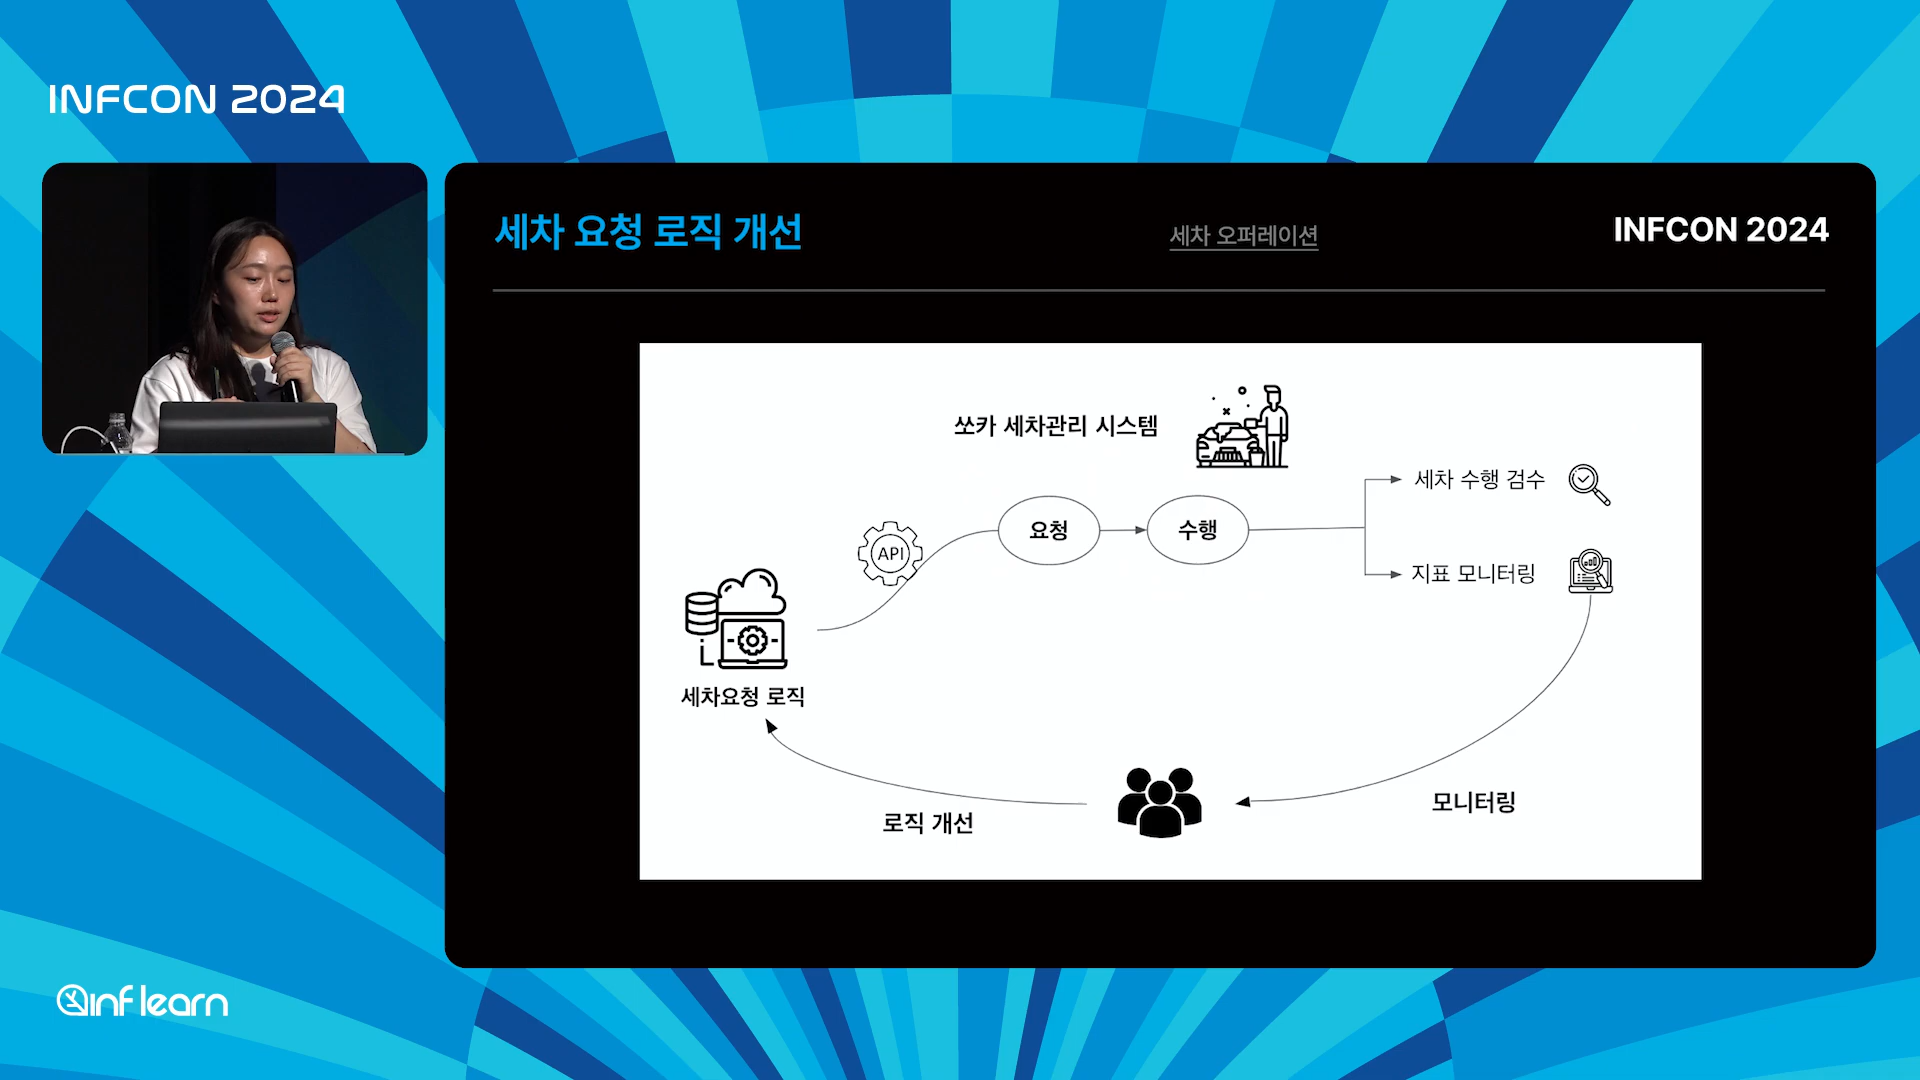 INFCON 2024
세차 요청 로직 개선
세차 오퍼레이션
INFCON 2024
쏘카 세차관리 시스템
세차 수행 검수
요청
수행
API
지표 모니터링
세차요청 로직
모니터링
로직 개선
inflearn